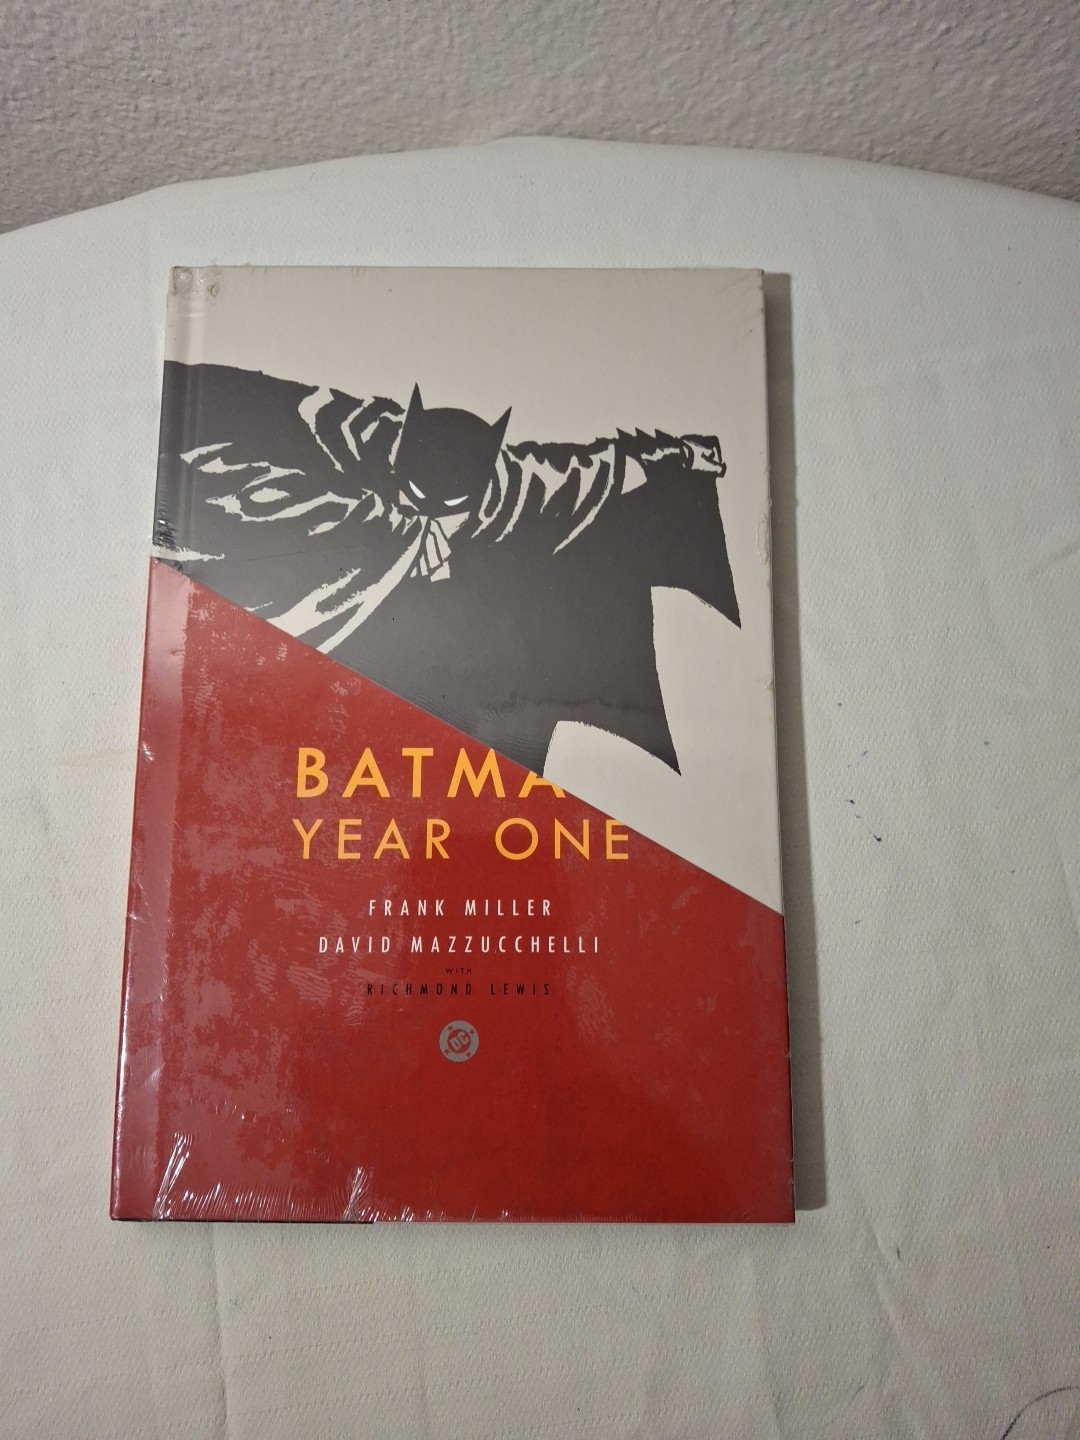 BATMA
YEAR ONE
FRANK MILLER
DAVID MAZZUCCHELLI
WITH
RICHMOND LEWIS
DC